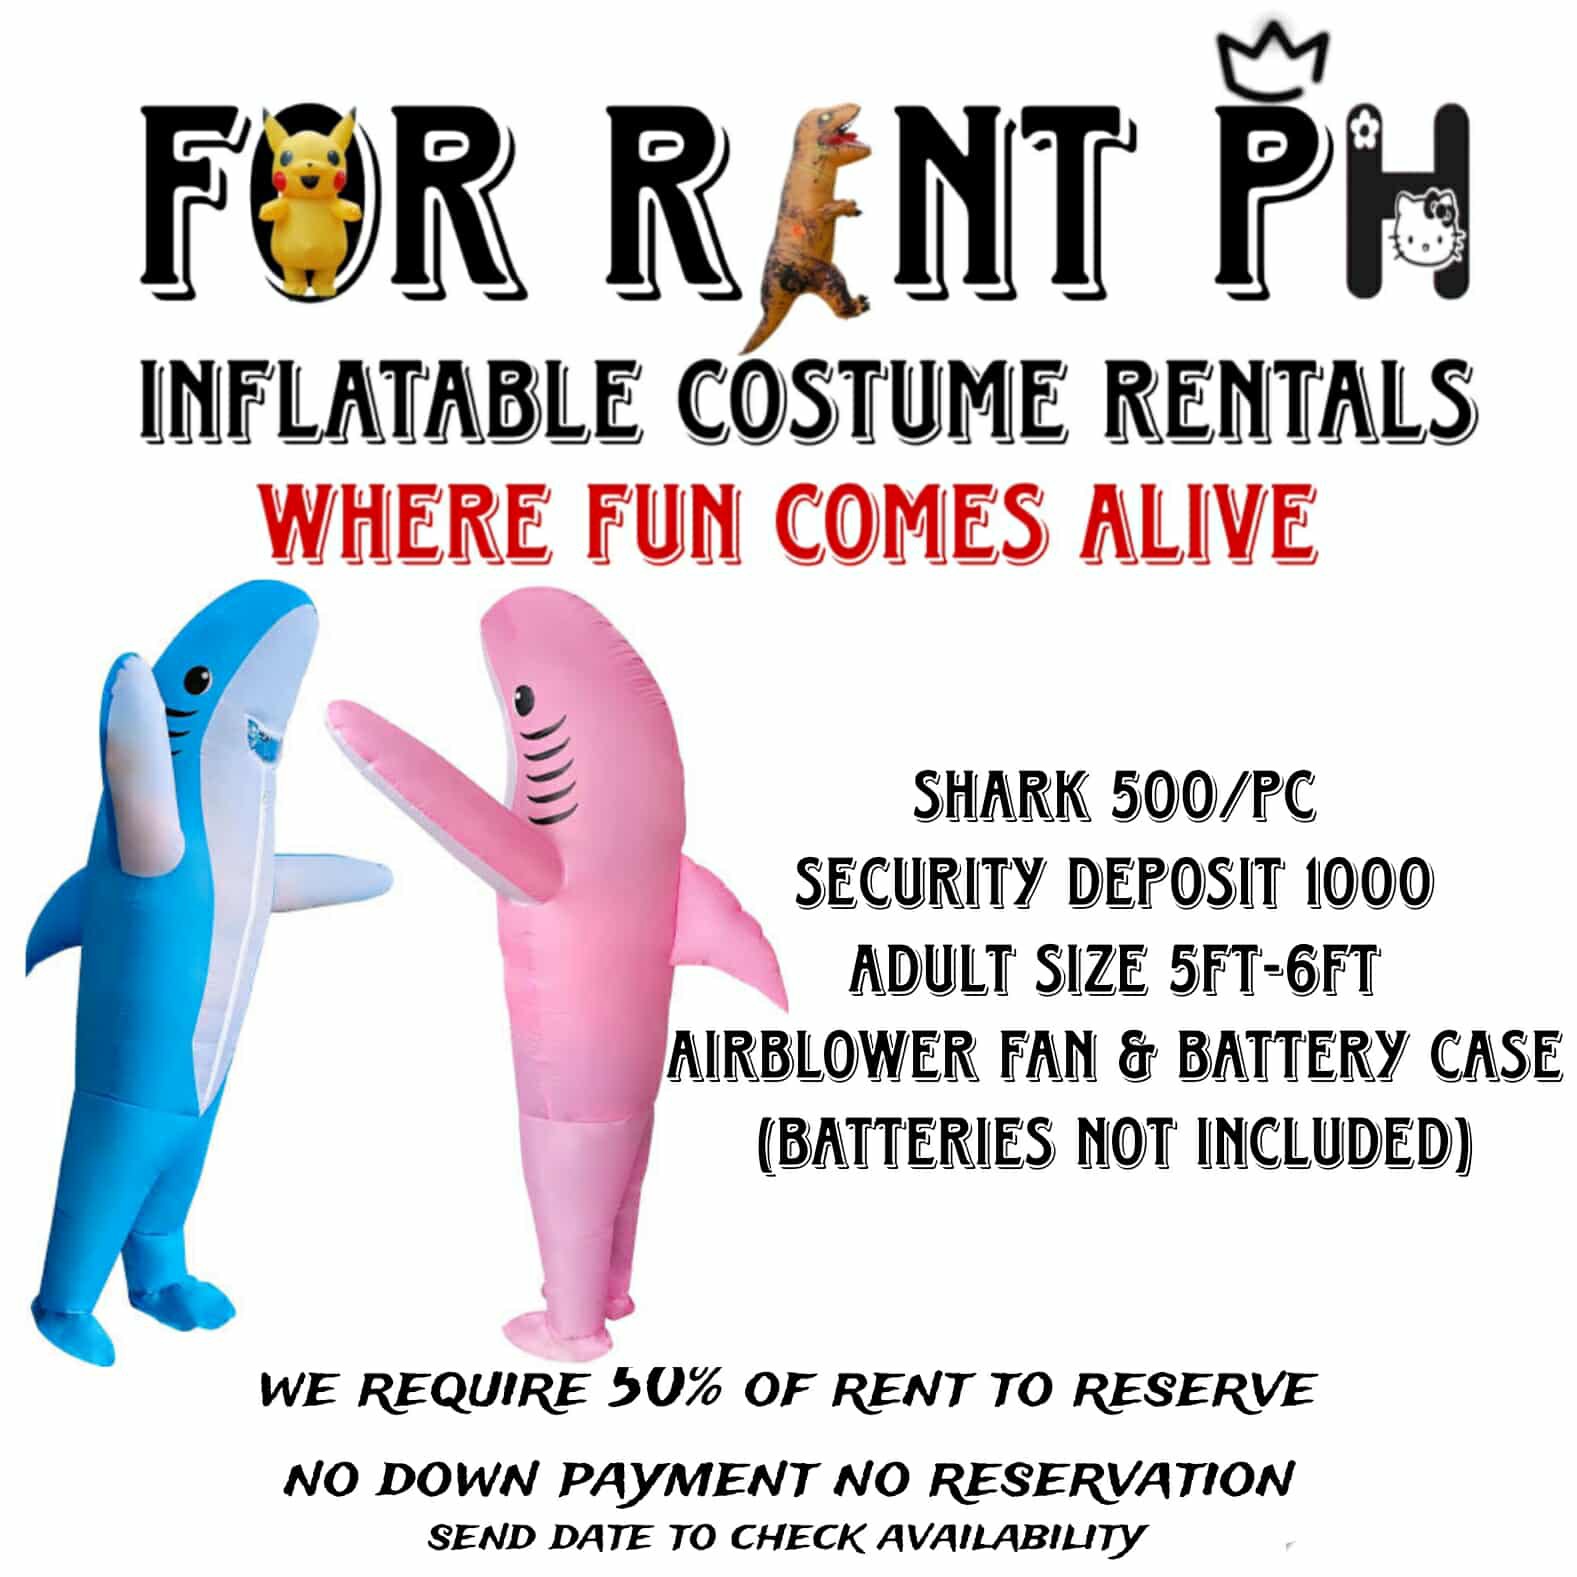 FOR RENT PH
INFLATABLE COSTUME RENTALS
WHERE FUN COMES ALIVE
SHARK 500/PC
SECURITY DEPOSIT 1000
ADULT SIZE 5FT-6FT
AIRBLOWER FAN & BATTERY CASE
(BATTERIES NOT INCLUDED)
WE REQUIRE 50% OF RENT TO RESERVE
NO DOWN PAYMENT NO RESERVATION
SEND DATE TO CHECK AVAILABILITY